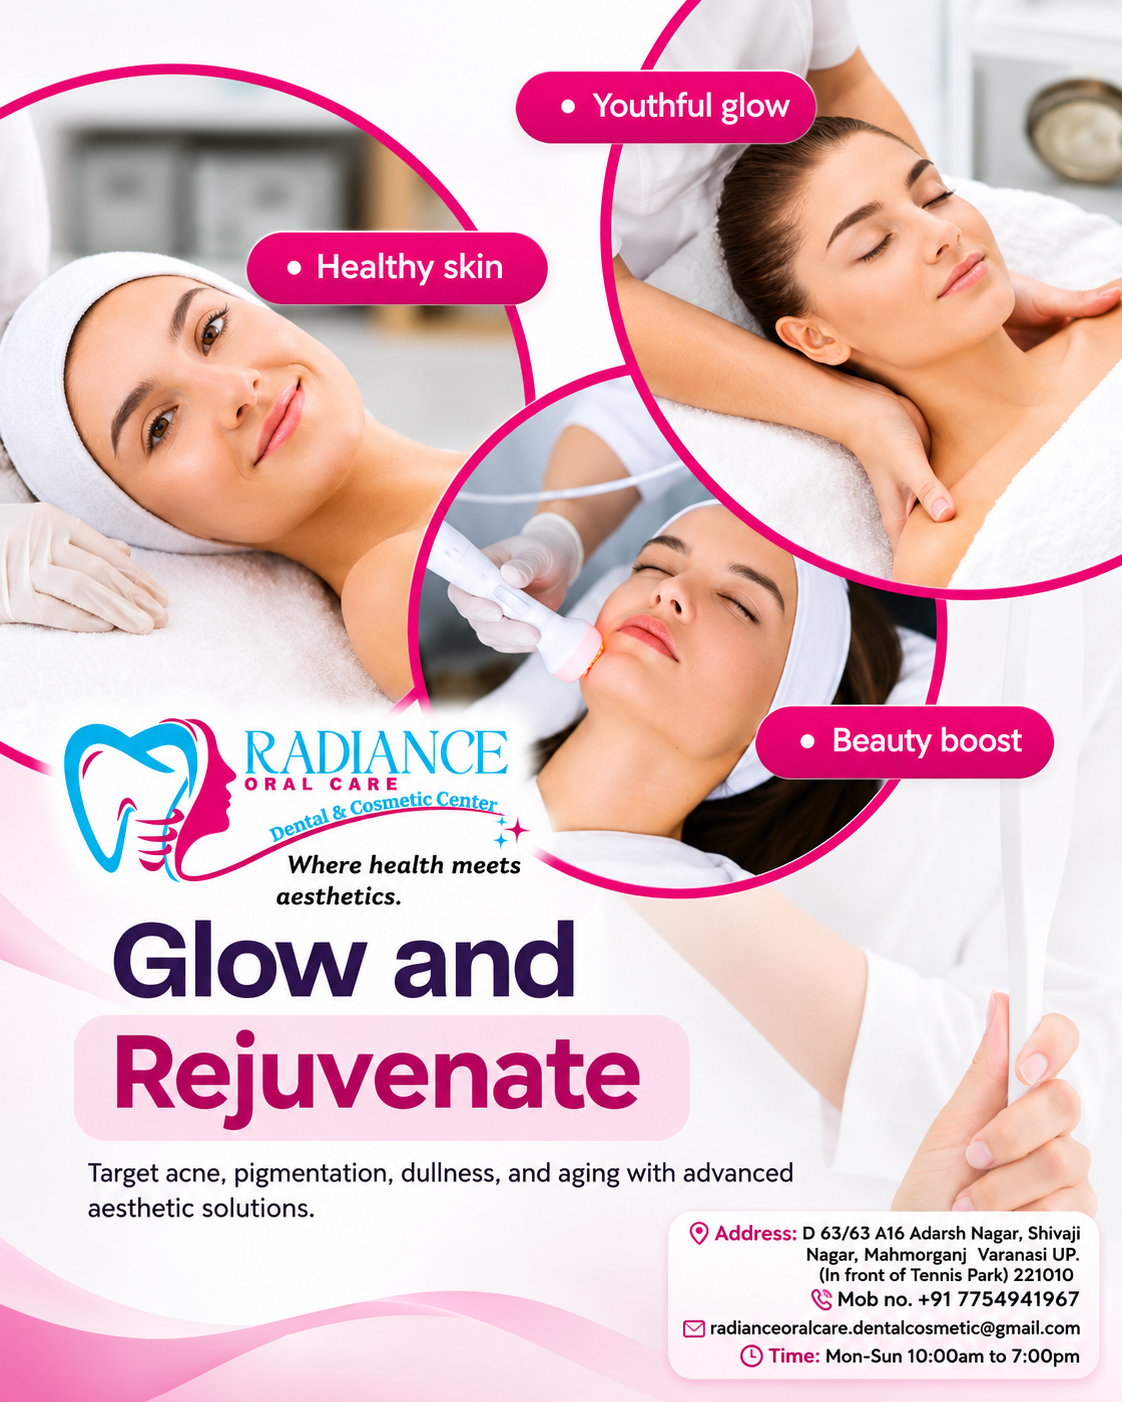 • Youthful glow
• Healthy skin
• Beauty boost
RADIANCE
ORAL CARE
Dental & Cosmetic Center
Where health meets
aesthetics.
Glow and
Rejuvenate
Target acne, pigmentation, dullness, and aging with advanced
aesthetic solutions.
Address: D 63/63 A16 Adarsh Nagar, Shivaji
Nagar, Mahmorganj Varanasi UP.
(In front of Tennis Park) 221010
Mob no. +91 7754941967
radianceoralcare.dentalcosmetic@gmail.com
Time: Mon-Sun 10:00am to 7:00pm